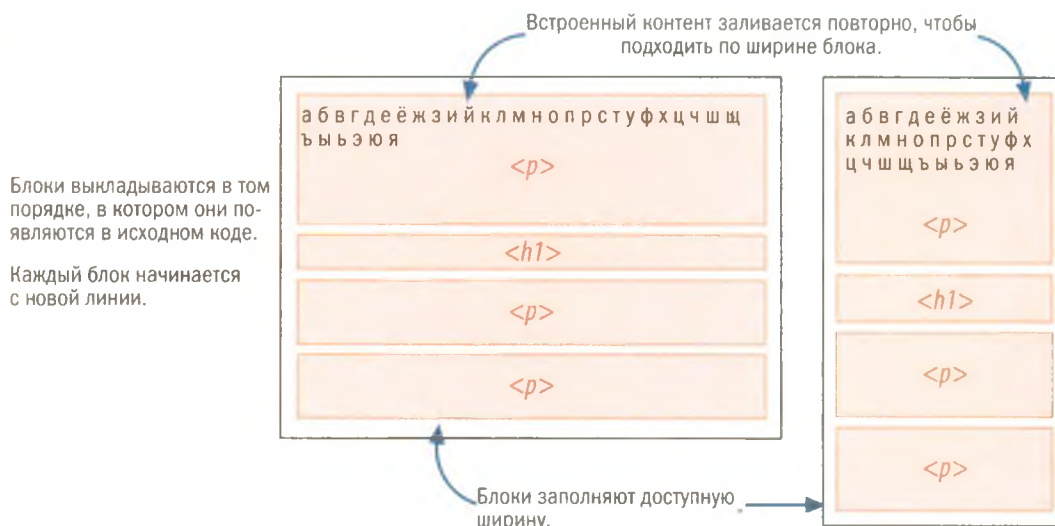 Встроенный контент заливается повторно, чтобы
подходить по ширине блока.
Блоки выкладываются в том
порядке, в котором они по-
являются в исходном коде.
Каждый блок начинается
с новой линии.
а б в г д е ё ж з и й к л м н о п р с т у ф х ц ч ш щ
ъ ы ь э ю я
<p>
<h1>
<p>
<p>
а б в г д е ё ж з и й
к л м н о п р с т у ф х
ц ч ш щ ъ ы ь э ю я
<p>
<h1>
<p>
<p>
Блоки заполняют доступную
ширину.